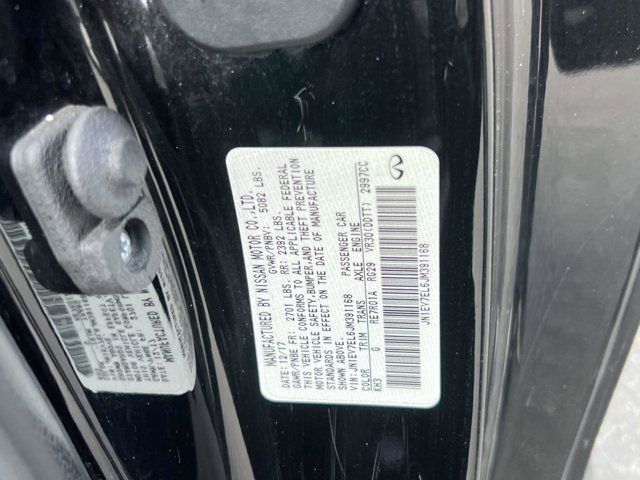 MANUFACTURED BY NISSAN MOTOR CO., LTD.
GVWR/PNBV: 5082 LBS.
DATE: 12/17
GAWR/PNBE FR: 2701 LBS. RR: 2392 LBS.
THIS VEHICLE CONFORMS TO ALL APPLICABLE FEDERAL
MOTOR VEHICLE SAFETY, BUMPER, AND THEFT PREVENTION
STANDARDS IN EFFECT ON THE DATE OF MANUFACTURE
SHOWN ABOVE.
VIN: JN1EV7EL6JM391168 PASSENGER CAR
COLOR TRIM TRANS AXLE ENGINE
KH3 G RE7R01A RG29 VR30(DDTT) 2997CC
JN1EV7EL6JM391168